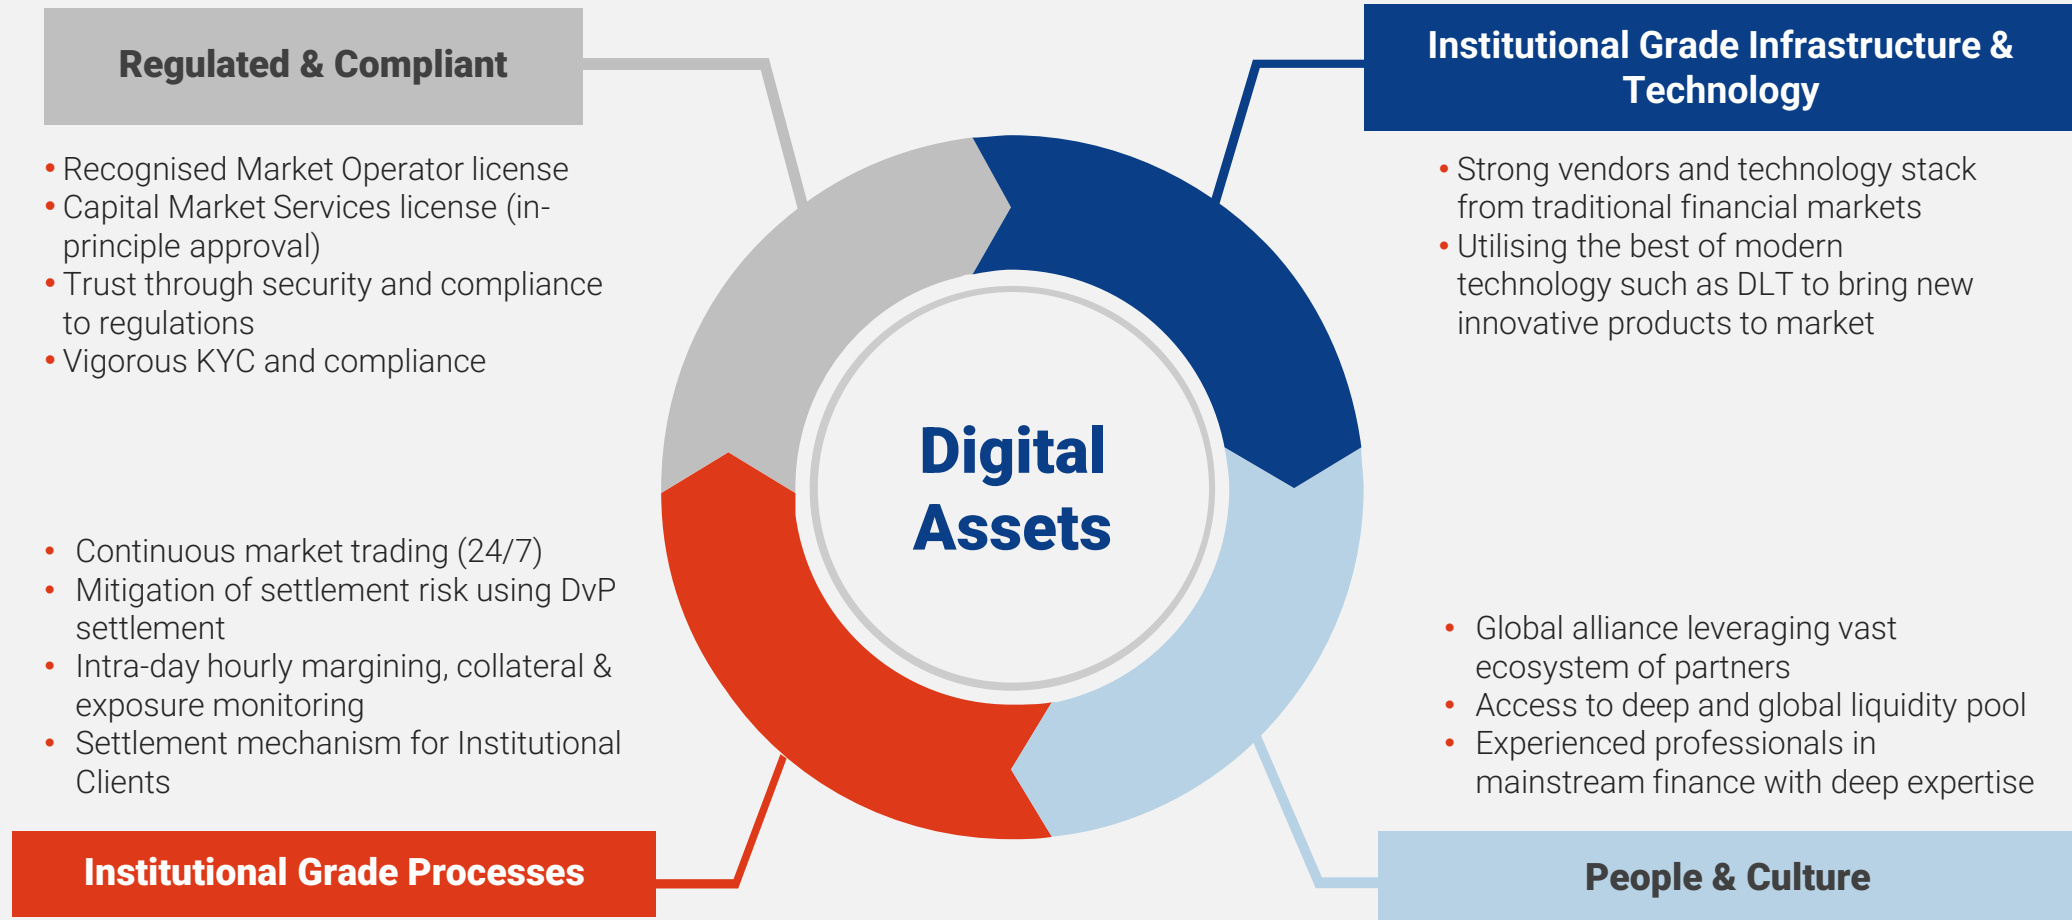 Regulated & Compliant
• Recognised Market Operator license
• Capital Market Services license (in-
principle approval)
• Trust through security and compliance
to regulations
• Vigorous KYC and compliance
Institutional Grade Infrastructure &
Technology
• Strong vendors and technology stack
from traditional financial markets
• Utilising the best of modern
technology such as DLT to bring new
innovative products to market
Digital
Assets
• Continuous market trading (24/7)
• Mitigation of settlement risk using DvP
settlement
• Intra-day hourly margining, collateral &
exposure monitoring
• Settlement mechanism for Institutional
Clients
Institutional Grade Processes
• Global alliance leveraging vast
ecosystem of partners
• Access to deep and global liquidity pool
• Experienced professionals in
mainstream finance with deep expertise
People & Culture